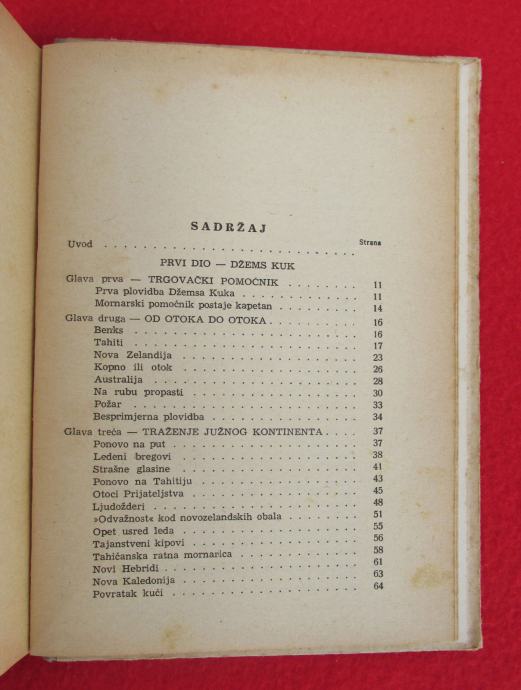 SADRŽAJ
Strana
Uvod . . . . . . . . . . . . . . . . . . . . . . . . . .
PRVI DIO — DŽEMS KUK
Glava prva — TRGOVAČKI POMOĆNIK . . . . . . . . 11
Prva plovidba Džemsa Kuka . . . . . . . . . . . 11
Mornarski pomoćnik postaje kapetan . . . . . . . . 14
Glava druga — OD OTOKA DO OTOKA . . . . . . . . . 16
Benks . . . . . . . . . . . . . . . . . . . . 16
Tahiti . . . . . . . . . . . . . . . . . . . . 17
Nova Zelandija . . . . . . . . . . . . . . . . 23
Kopno ili otok . . . . . . . . . . . . . . . . 26
Australija . . . . . . . . . . . . . . . . . . 28
Na rubu propasti . . . . . . . . . . . . . . . 30
Požar . . . . . . . . . . . . . . . . . . . . 33
Besprimjerna plovidba . . . . . . . . . . . . . 34
Glava treća — TRAŽENJE JUŽNOG KONTINENTA . . . . 37
Ponovo na put . . . . . . . . . . . . . . . . 37
Ledeni bregovi . . . . . . . . . . . . . . . . 38
Strašne glasine . . . . . . . . . . . . . . . . 41
Ponovo na Tahitiju . . . . . . . . . . . . . . 43
Otoci Prijateljstva . . . . . . . . . . . . . . 45
Ljudožderi . . . . . . . . . . . . . . . . . . 48
»Odvažnost« kod novozelandskih obala . . . . . . . 51
Opet usred leda . . . . . . . . . . . . . . . . 55
Tajanstveni kipovi . . . . . . . . . . . . . . 56
Tahićanska ratna mornarica . . . . . . . . . . . 58
Novi Hebridi . . . . . . . . . . . . . . . . . 61
Nova Kaledonija . . . . . . . . . . . . . . . . 63
Povratak kući . . . . . . . . . . . . . . . . 64